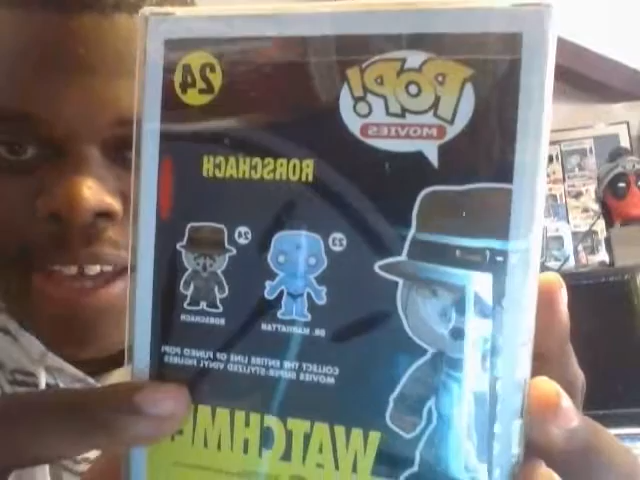 24
POP!
MOVIES
RORSCHACH
23
24
DR. MANHATTAN
RORSCHACH
COLLECT THE ENTIRE LINE OF FUNKO POP!
MOVIES SUPER-STYLIZED VINYL FIGURES
WATCHM